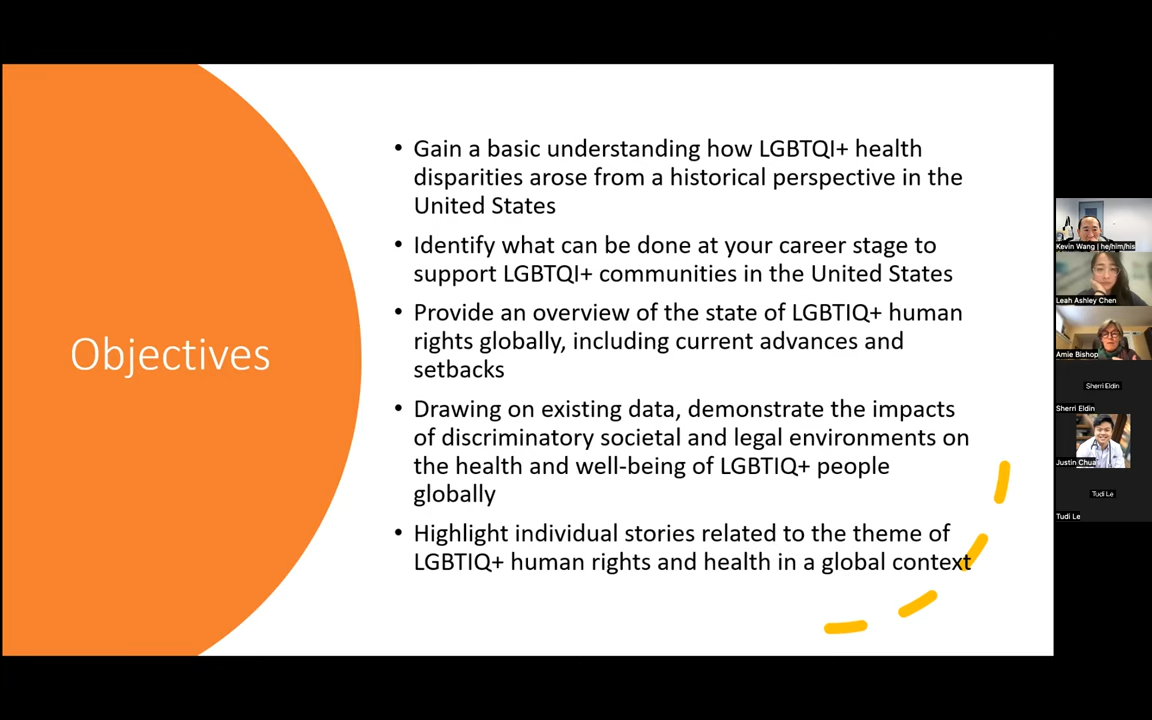 Objectives
• Gain a basic understanding how LGBTQI+ health
disparities arose from a historical perspective in the
United States
• Identify what can be done at your career stage to
support LGBTQI+ communities in the United States
• Provide an overview of the state of LGBTIQ+ human
rights globally, including current advances and
setbacks
• Drawing on existing data, demonstrate the impacts
of discriminatory societal and legal environments on
the health and well-being of LGBTIQ+ people
globally
• Highlight individual stories related to the theme of
LGBTIQ+ human rights and health in a global context
Kevin Wang | he/him/his
Leah Ashley Chen
Amie Bishop
Sherri Eldin
Sherri Eldin
Justin Chua
Tudi Le
Tudi Le